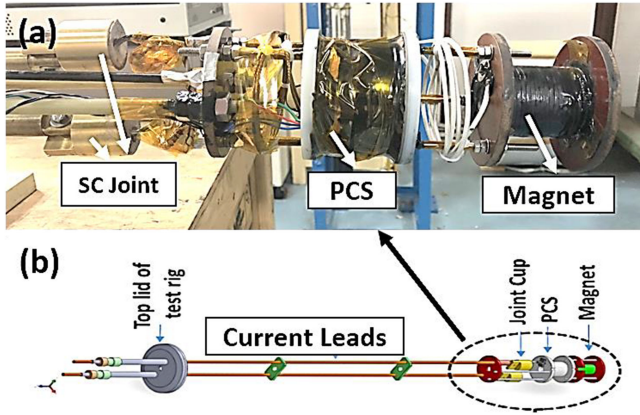 (a)
SC Joint
PCS
Magnet
(b)
Top lid of
test rig
Current Leads
Joint Cup
PCS
Magnet